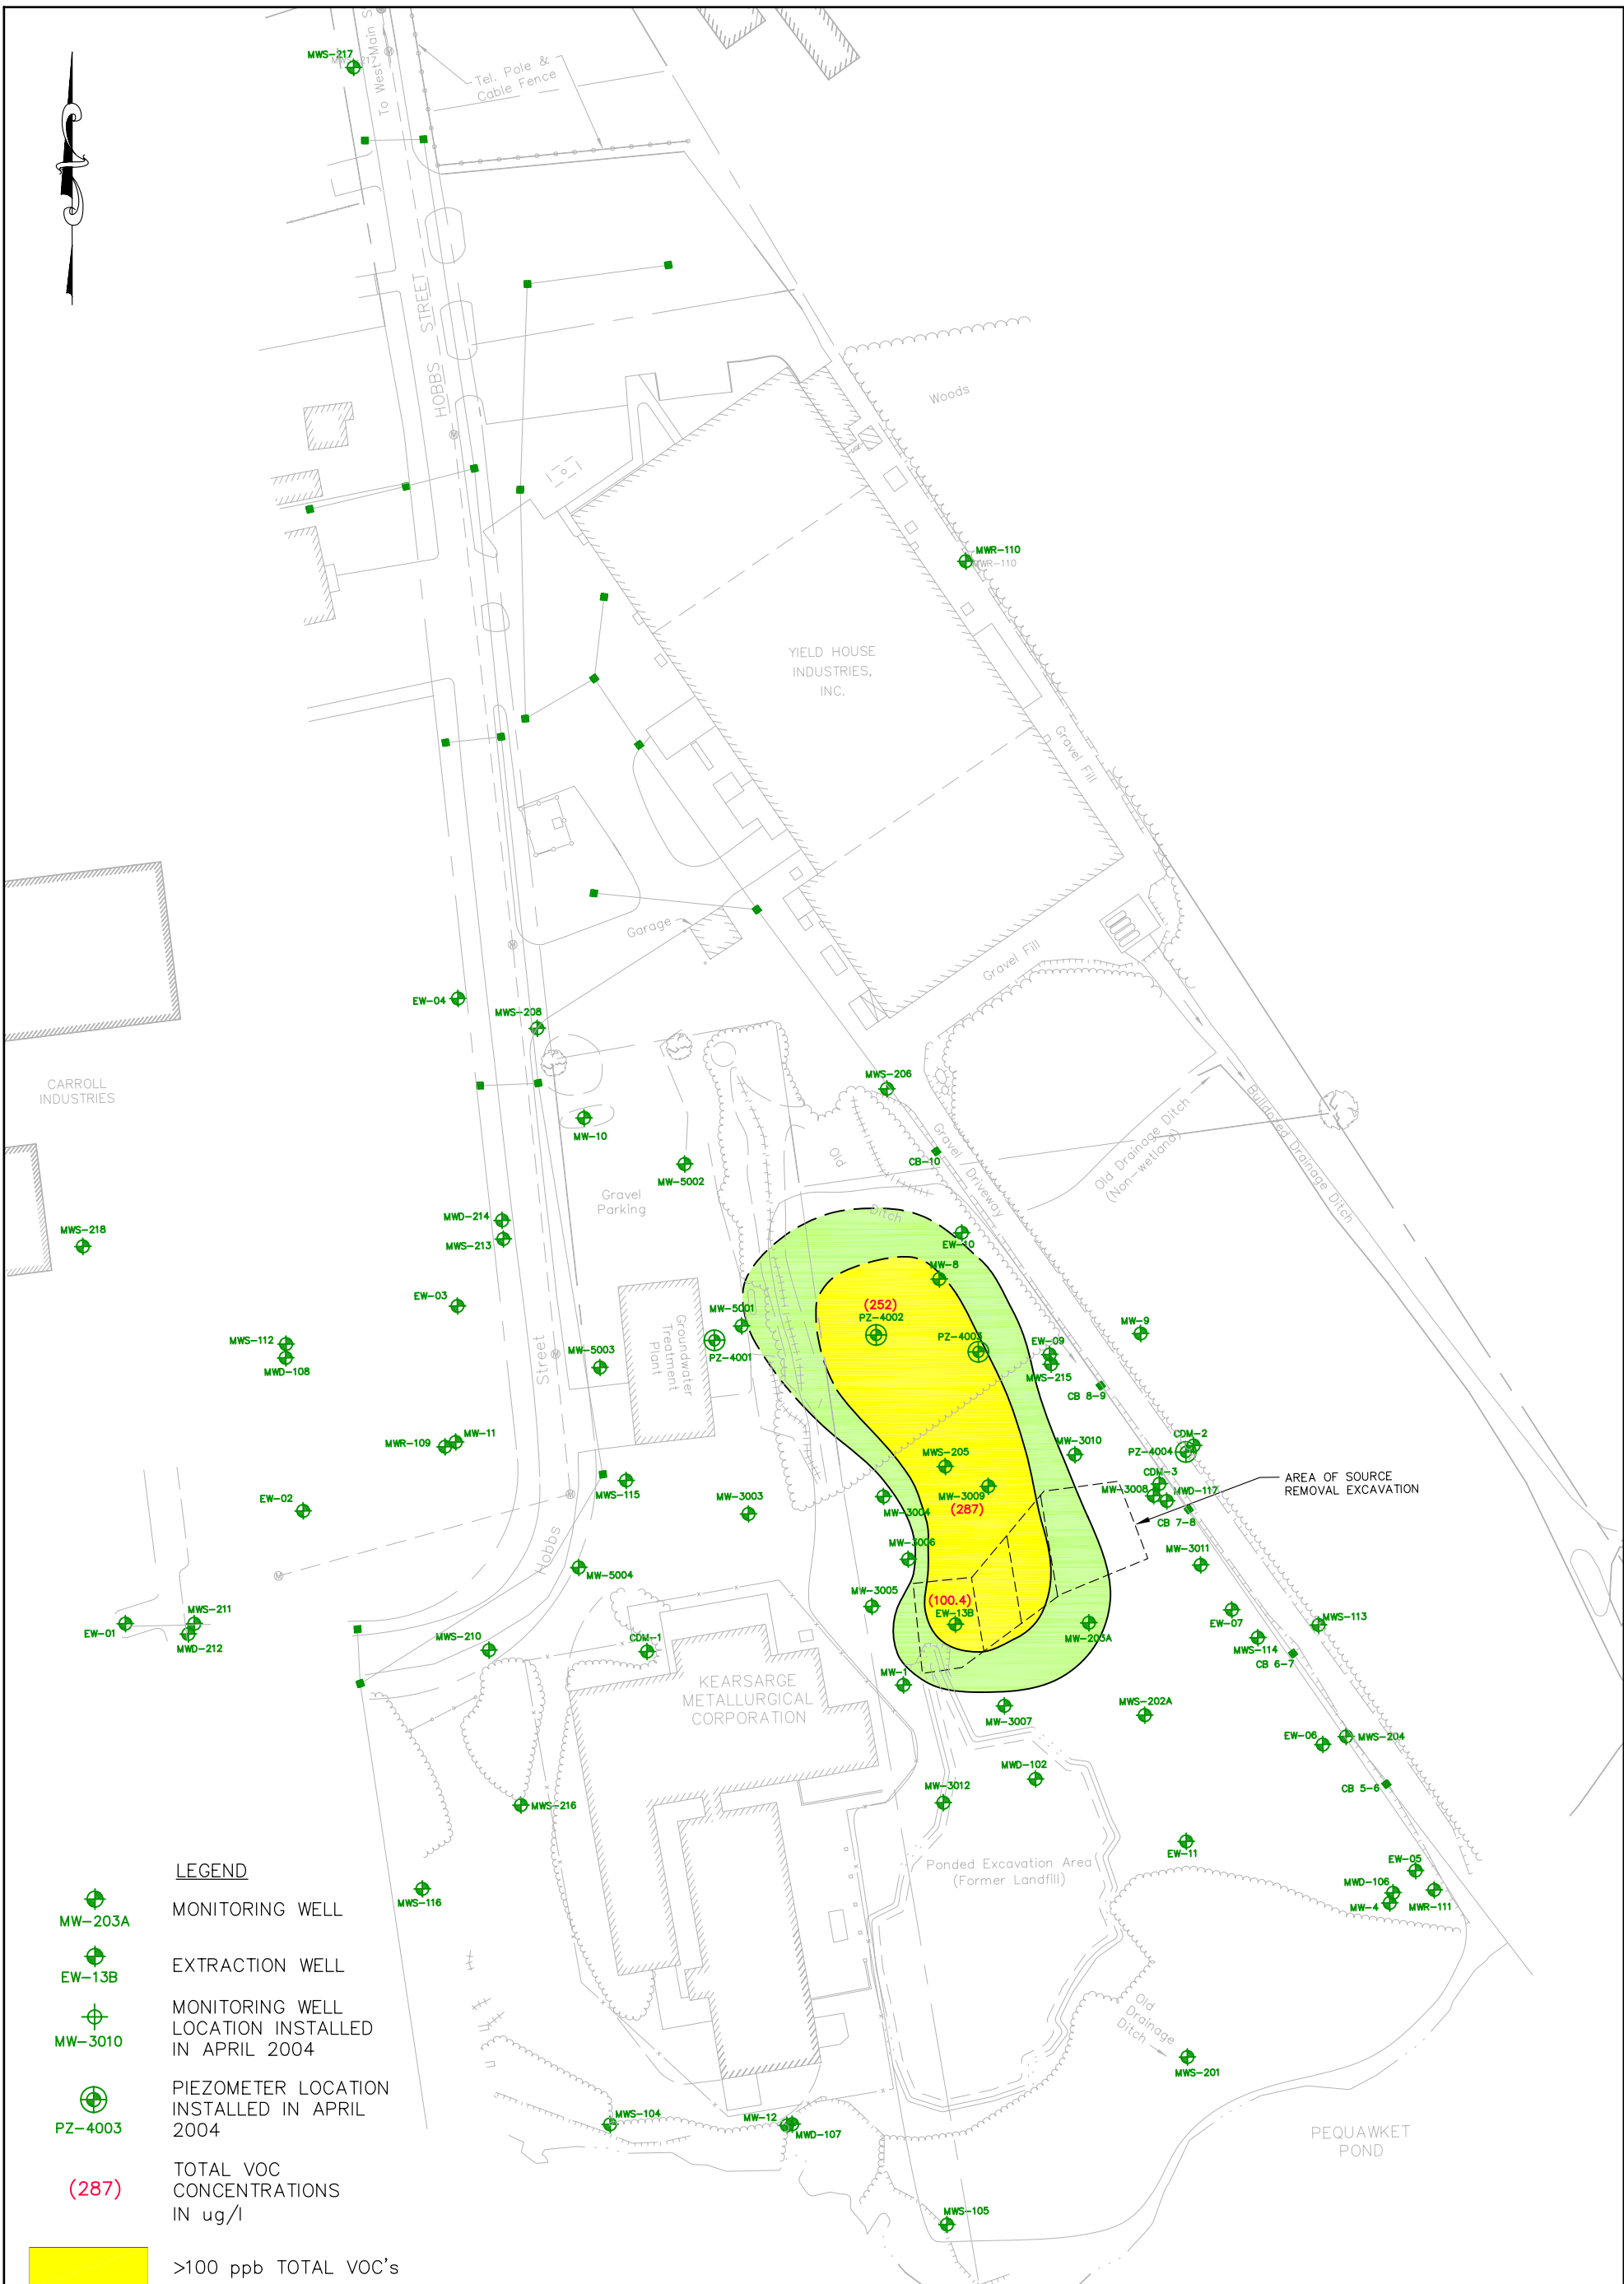 MWS-217
MWS-217
To West Main S
Tel. Pole &
Cable Fence
HOBBS STREET
Woods
MWR-110
MWR-110
YIELD HOUSE
INDUSTRIES,
INC.
Gravel Fill
Garage
Gravel Fill
EW-04
MWS-208
CARROLL
INDUSTRIES
MWS-206
MW-10
Old
CB-10
Gravel Driveway
Old Drainage Ditch
(Non-wetland)
Builded Drainage Ditch
MW-5002
Gravel
Parking
MWS-218
MWD-214
MWS-213
Ditch
EW-10
MW-8
EW-03
MW-5001
(252)
PZ-4002
PZ-4003
MW-9
MWS-112
MWD-108
PZ-4001
EW-09
MWS-215
MW-5003
Groundwater
Treatment
Plant
Street
CB 8-9
MWR-109
MW-11
MWS-205
MW-3010
CDM-2
PZ-4004
CDM-3
AREA OF SOURCE
REMOVAL EXCAVATION
EW-02
MWS-115
MW-3003
MW-3004
MW-3009
(287)
MW-3008
MWD-117
CB 7-8
Hobbs
MW-5004
MW-3006
MW-3011
MW-3005
(100.4)
EW-13B
MW-203A
EW-07
MWS-113
MWS-114
CB 6-7
EW-01
MWS-211
MWD-212
MWS-210
CDM-1
KEARSARGE
METALLURGICAL
CORPORATION
MW-1
MW-3007
MWS-202A
EW-06
MWS-204
MWD-102
CB 5-6
MWS-216
MW-3012
EW-11
Ponded Excavation Area
(Former Landfill)
EW-05
MWD-106
MW-4
MWR-111
MWS-116
Old
Drainage
Ditch
MWS-201
MWS-104
MW-12
MWD-107
PEQUAWKET
POND
MWS-105
LEGEND
MW-203A
MONITORING WELL
EW-13B
EXTRACTION WELL
MW-3010
MONITORING WELL
LOCATION INSTALLED
IN APRIL 2004
PZ-4003
PIEZOMETER LOCATION
INSTALLED IN APRIL
2004
(287)
TOTAL VOC
CONCENTRATIONS
IN ug/l
>100 ppb TOTAL VOC's